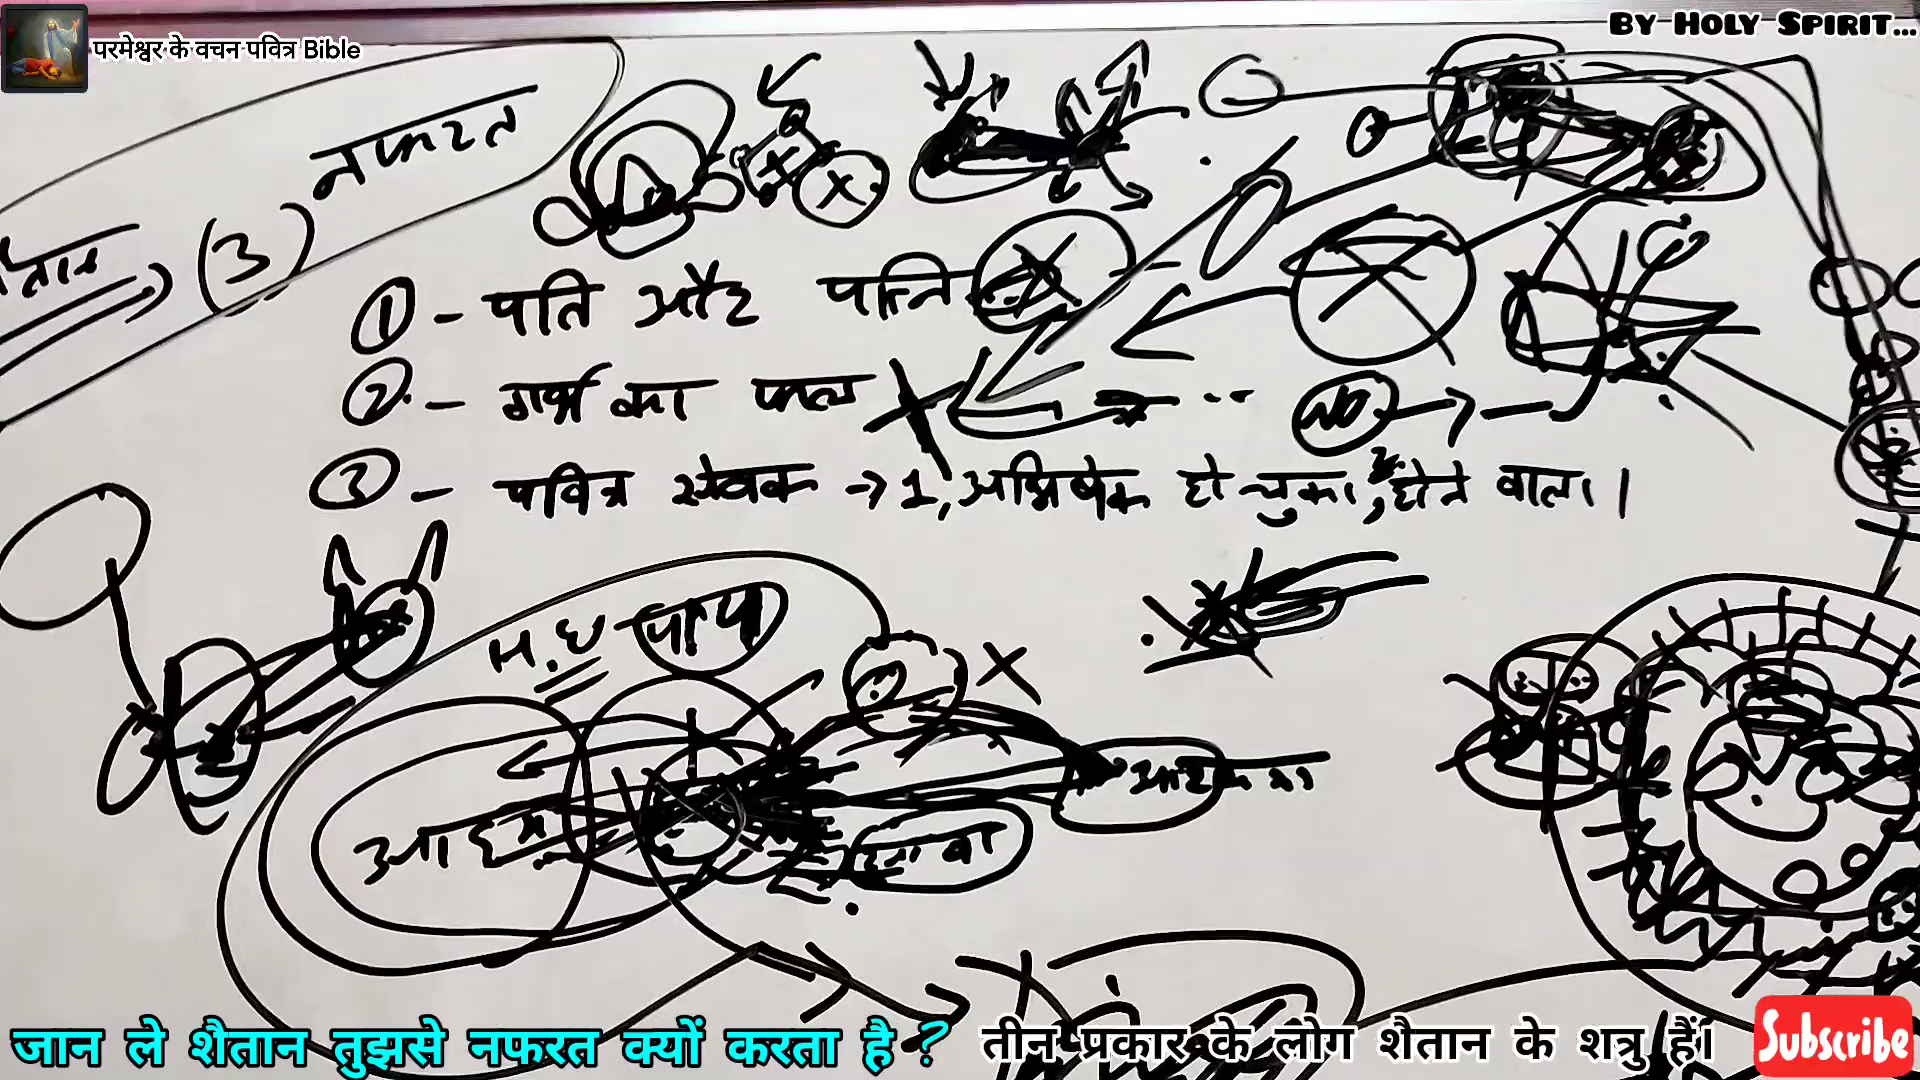 परमेश्वर के वचन पवित्र Bible
By Holy Spirit...
(3) नफरत
① - पति और पत्नि
② - गर्भ का फल
③ - पवित्र सेवक → 1, अभिषेक हो चुका, 2, होने वाला।
पाप
आदम
जान ले शैतान तुझसे नफरत क्यों करता है ? तीन प्रकार के लोग शैतान के शत्रु हैं।
Subscribe